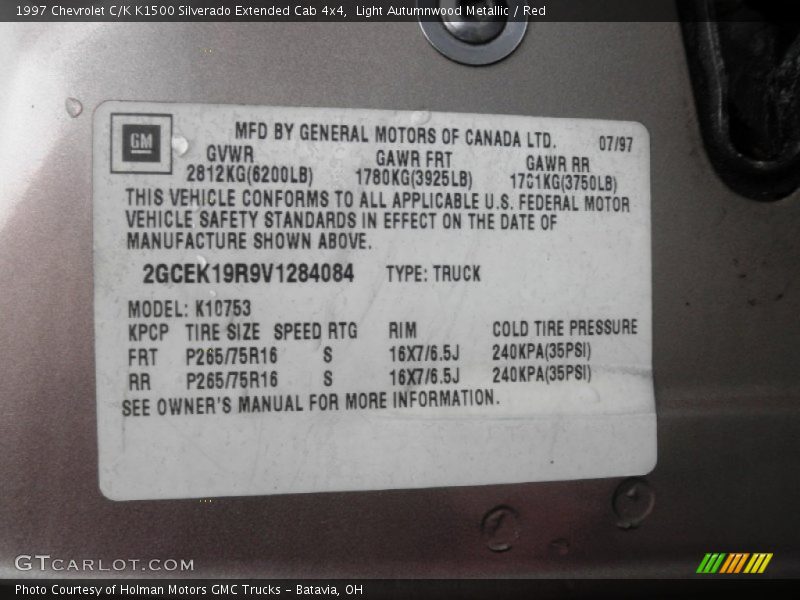 1997 Chevrolet C/K K1500 Silverado Extended Cab 4x4, Light Autumnwood Metallic / Red
GM
MFD BY GENERAL MOTORS OF CANADA LTD. 07/97
GVWR GAWR FRT GAWR RR
2812KG(6200LB) 1780KG(3925LB) 1701KG(3750LB)
THIS VEHICLE CONFORMS TO ALL APPLICABLE U.S. FEDERAL MOTOR
VEHICLE SAFETY STANDARDS IN EFFECT ON THE DATE OF
MANUFACTURE SHOWN ABOVE.
2GCEK19R9V1284084 TYPE: TRUCK
MODEL: K10753
KPCP TIRE SIZE SPEED RTG RIM COLD TIRE PRESSURE
FRT P265/75R16 S 16X7/6.5J 240KPA(35PSI)
RR P265/75R16 S 16X7/6.5J 240KPA(35PSI)
SEE OWNER'S MANUAL FOR MORE INFORMATION.
GTCARLOT.COM
Photo Courtesy of Holman Motors GMC Trucks - Batavia, OH